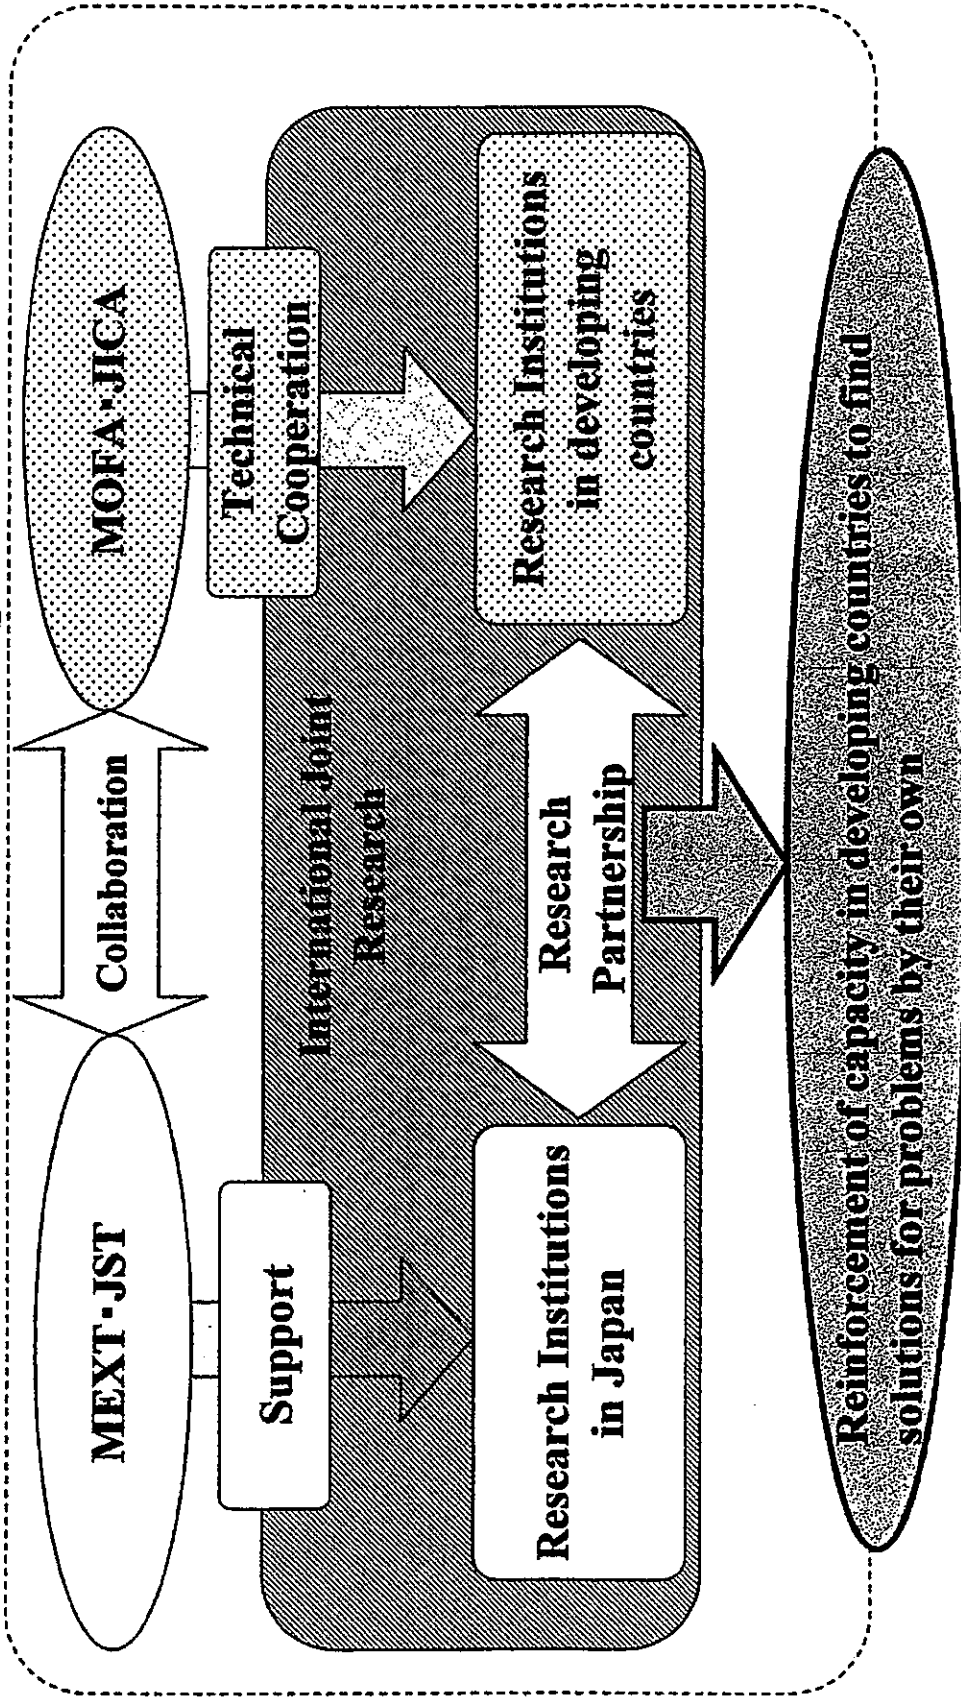 MEXT・JST
Collaboration
MOFA・JICA
Support
Technical
Cooperation
International Joint
Research
Research Institutions
in Japan
Research
Partnership
Research Institutions
in developing
countries
Reinforcement of capacity in developing countries to find
solutions for problems by their own